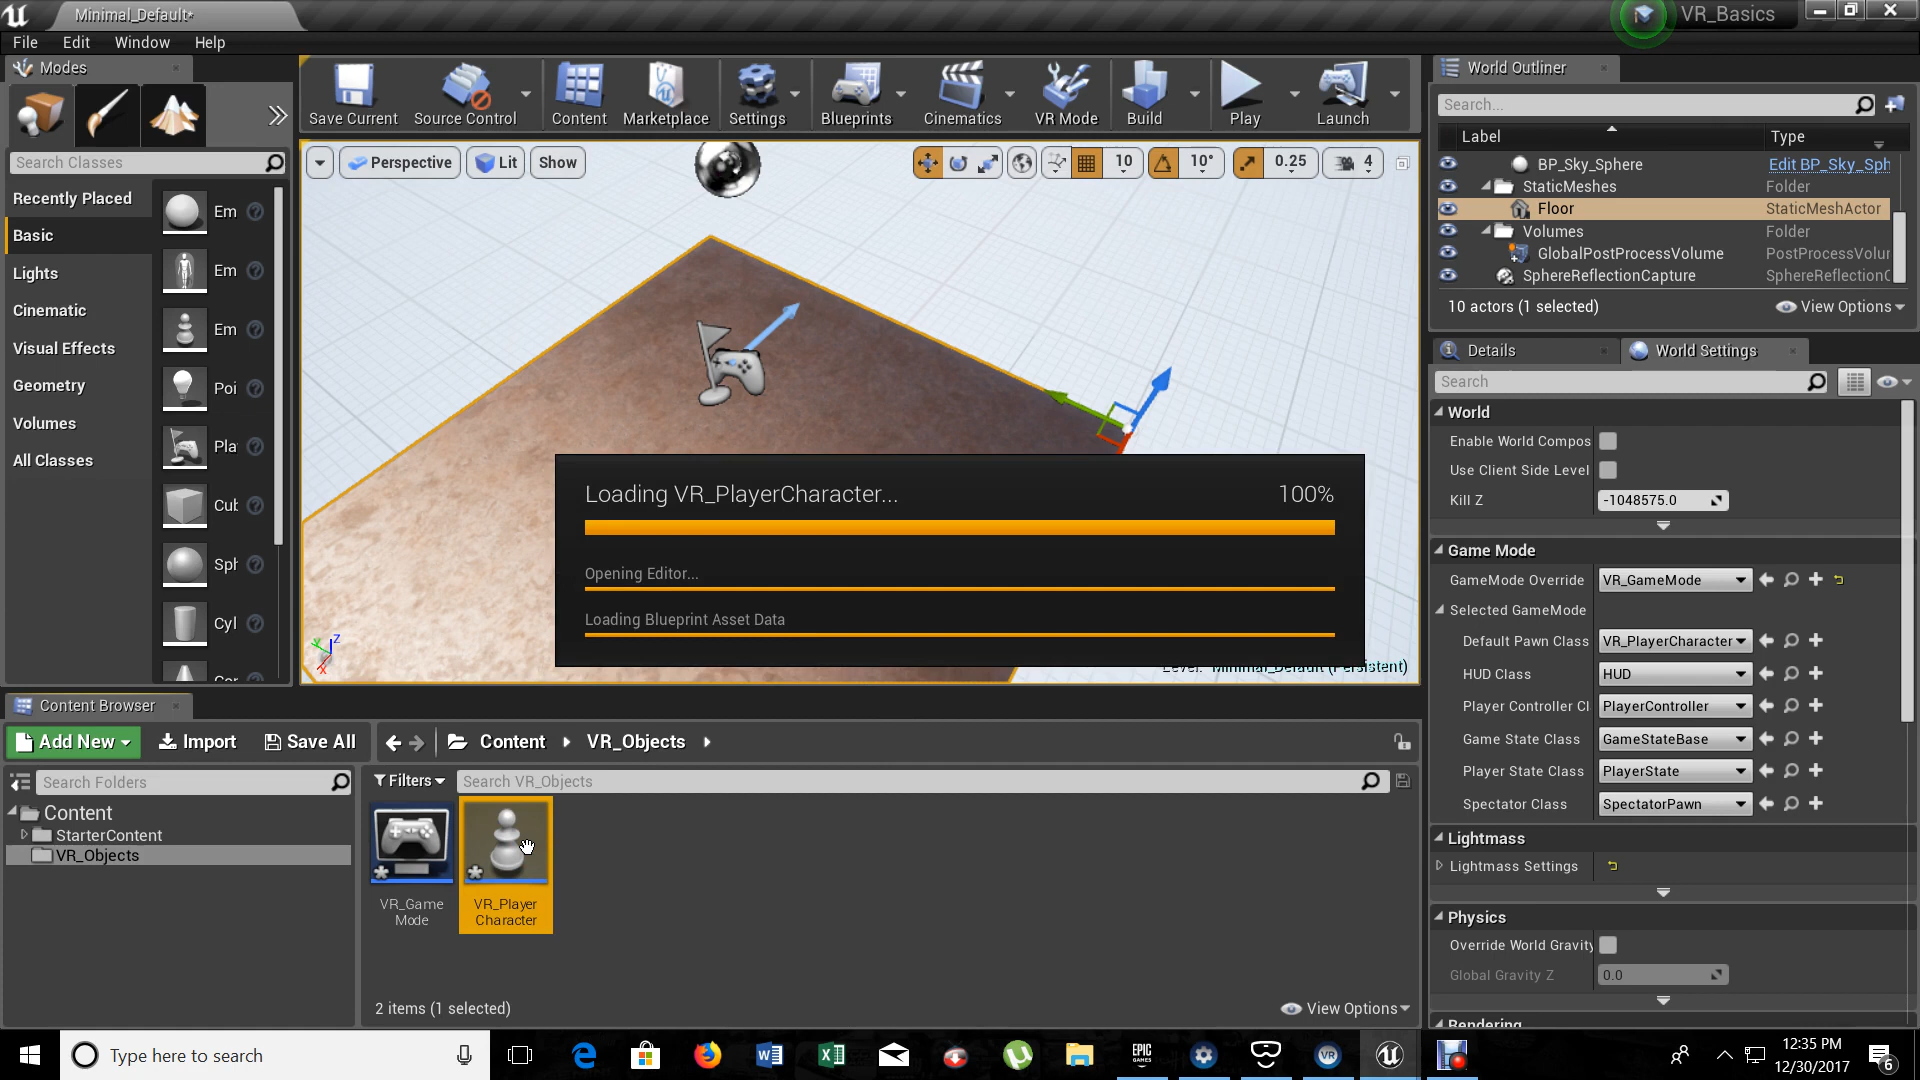 Minimal_Default*
VR_Basics
File Edit Window Help
Modes
Search Classes
Recently Placed
Basic
Lights
Cinematic
Visual Effects
Geometry
Volumes
All Classes
Em
Em
Em
Poi
Pla
Cut
Sph
Cyl
Save Current Source Control Content Marketplace Settings Blueprints Cinematics VR Mode Build Play Launch
Perspective Lit Show 10 10° 0.25 4
Loading VR_PlayerCharacter... 100%
Opening Editor...
Loading Blueprint Asset Data
Z
X
World Outliner
Search...
Label Type
BP_Sky_Sphere Edit BP_Sky_Sph
StaticMeshes Folder
Floor StaticMeshActor
Volumes Folder
GlobalPostProcessVolume PostProcessVolur
SphereReflectionCapture SphereReflectionC
10 actors (1 selected) View Options
Details World Settings
Search
World
Enable World Compos
Use Client Side Level
Kill Z -1048575.0
Game Mode
GameMode Override VR_GameMode
Selected GameMode
Default Pawn Class VR_PlayerCharacter
HUD Class HUD
Player Controller Cl PlayerController
Game State Class GameStateBase
Player State Class PlayerState
Spectator Class SpectatorPawn
Lightmass
Lightmass Settings
Physics
Override World Gravity
Global Gravity Z 0.0
Rendering
Content Browser
Add New Import Save All Content VR_Objects
Search Folders
Content
StarterContent
VR_Objects
Filters Search VR_Objects
VR_Game
Mode
VR_Player
Character
2 items (1 selected) View Options
Type here to search
EPIC
GAMES
VR
12:35 PM
12/30/2017
6